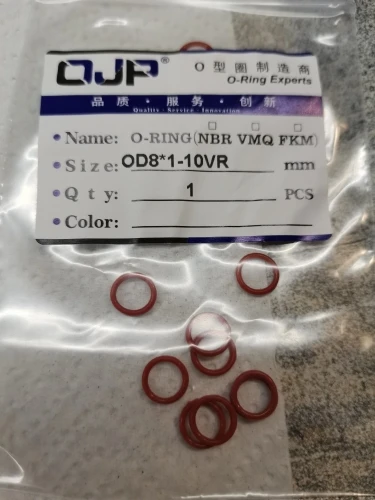 OJP O型圈制造商
O-Ring Experts
品质·服务·创新
Quality · Service · Innovation
• Name: O-RING(□NBR □VMQ □FKM)
• Size: OD8*1-10VR mm
• Qty: 1 PCS
• Color: